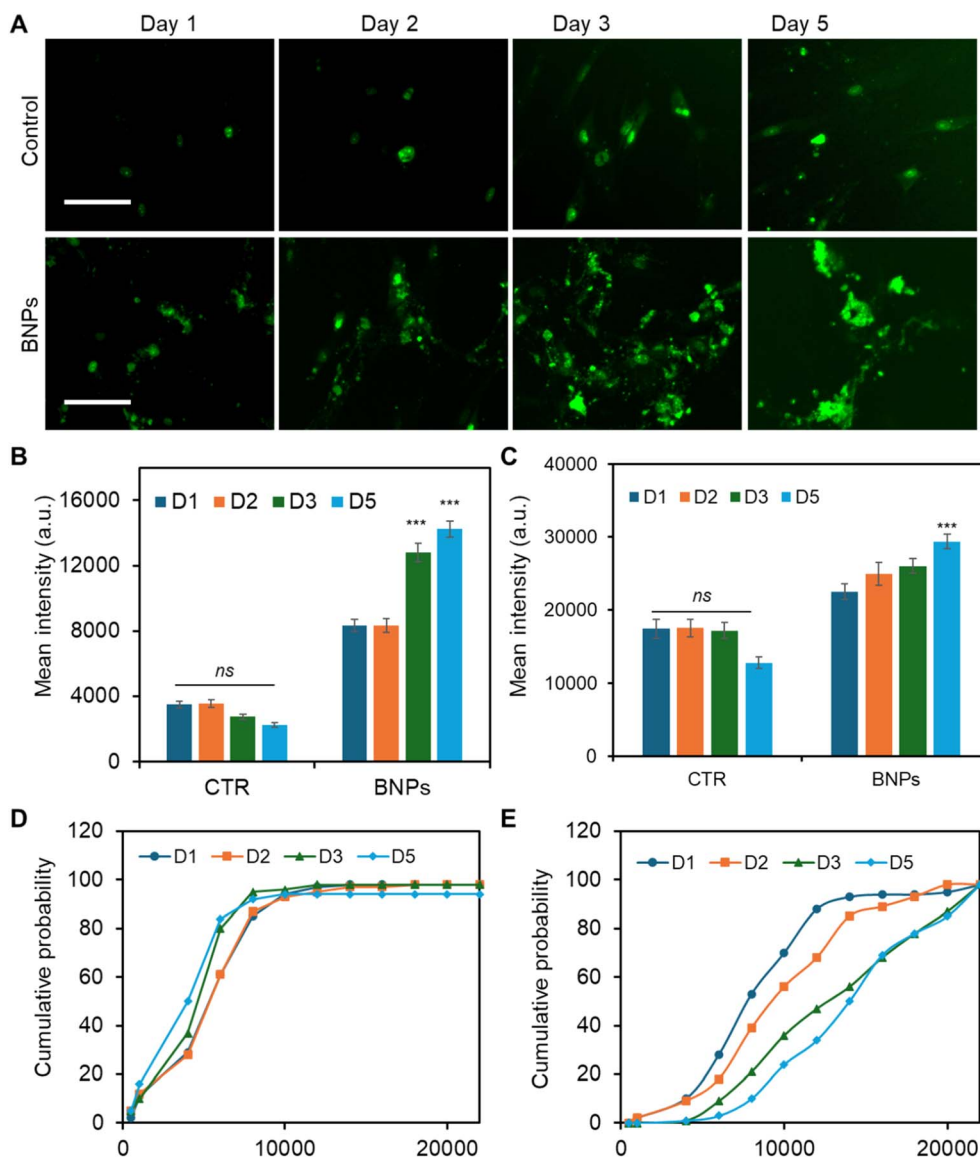 A
Day 1 Day 2 Day 3 Day 5
Control
BNPs
B
Mean intensity (a.u.)
16000
12000
8000
4000
0
D1 D2 D3 D5
ns
***
***
CTR BNPs
C
Mean intensity (a.u.)
40000
30000
20000
10000
0
D1 D2 D3 D5
ns
***
CTR BNPs
D
Cumulative probability
120
100
80
60
40
20
0
D1 D2 D3 D5
0 10000 20000
E
Cumulative probability
120
100
80
60
40
20
0
D1 D2 D3 D5
0 10000 20000